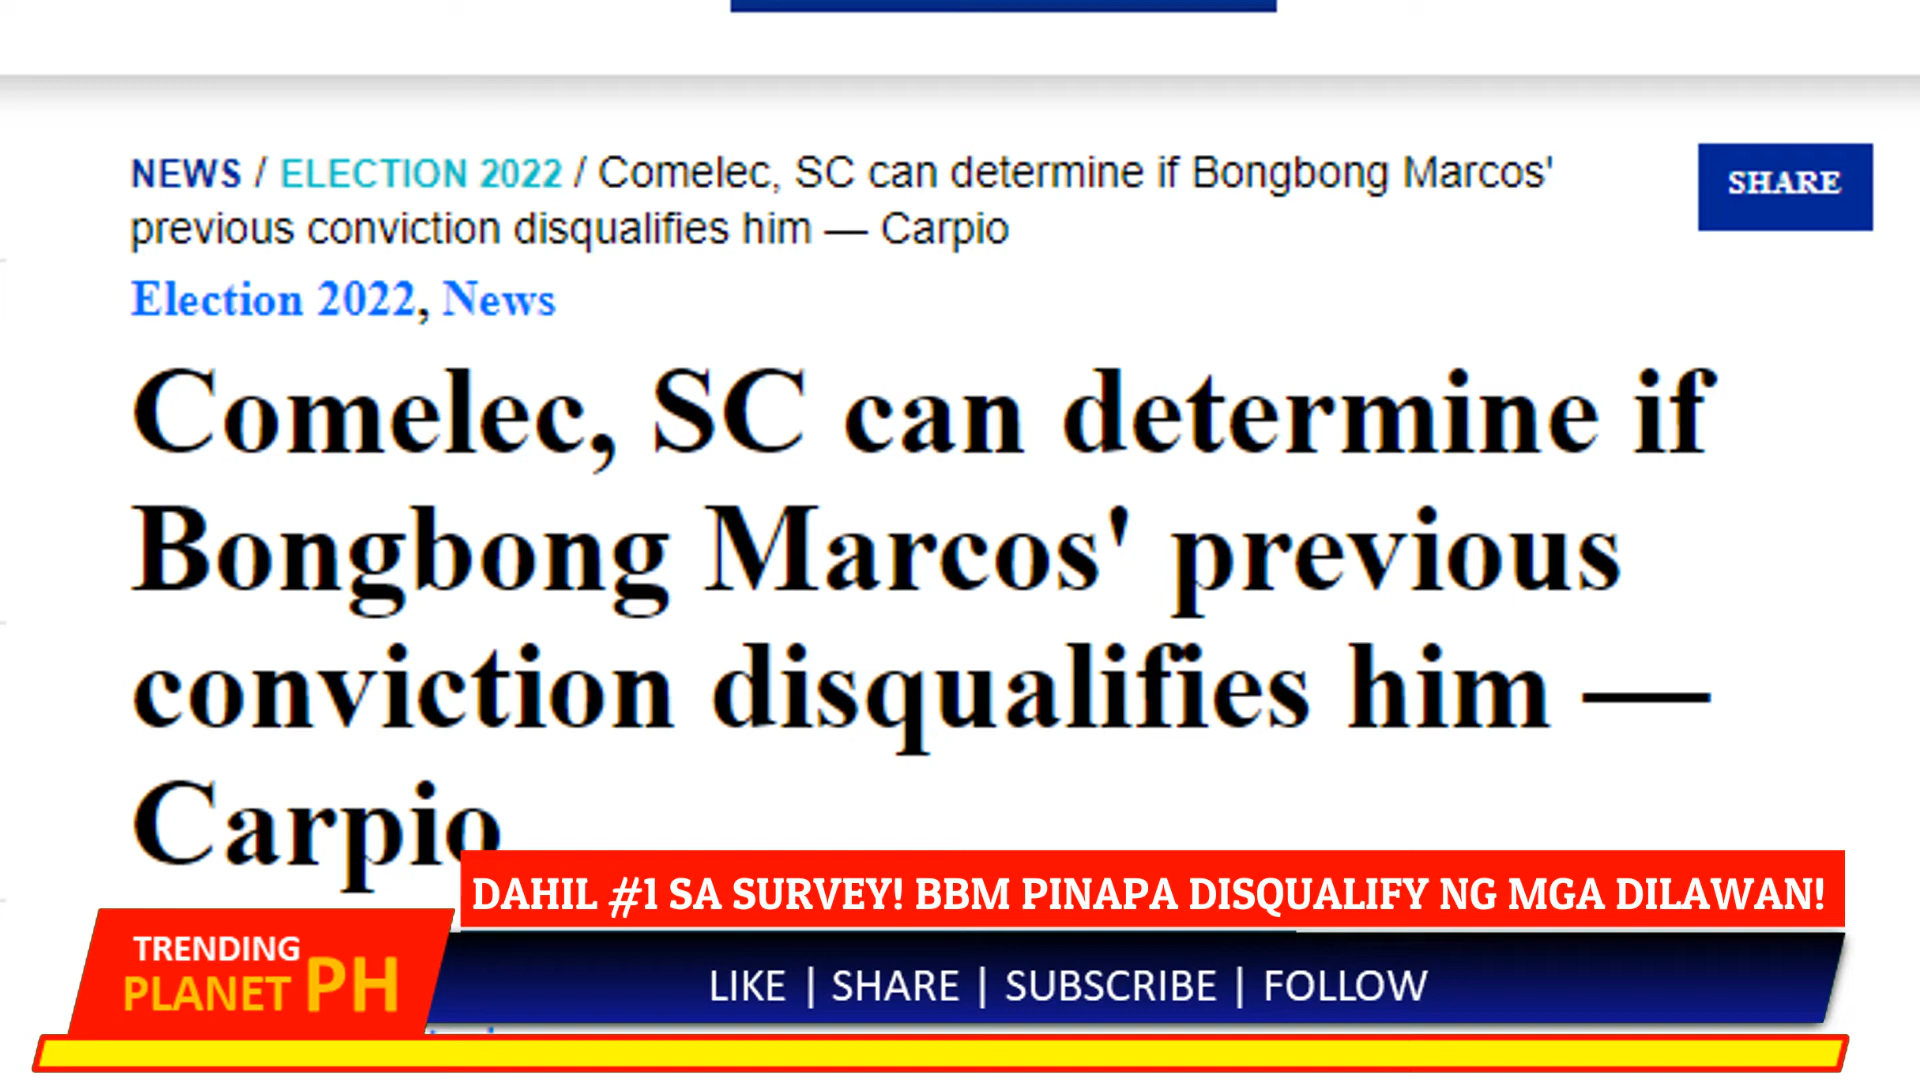 NEWS / ELECTION 2022 / Comelec, SC can determine if Bongbong Marcos'
previous conviction disqualifies him — Carpio
SHARE
Election 2022, News
Comelec, SC can determine if
Bongbong Marcos' previous
conviction disqualifies him —
Carpio
DAHIL #1 SA SURVEY! BBM PINAPA DISQUALIFY NG MGA DILAWAN!
TRENDING
PLANET PH
LIKE | SHARE | SUBSCRIBE | FOLLOW